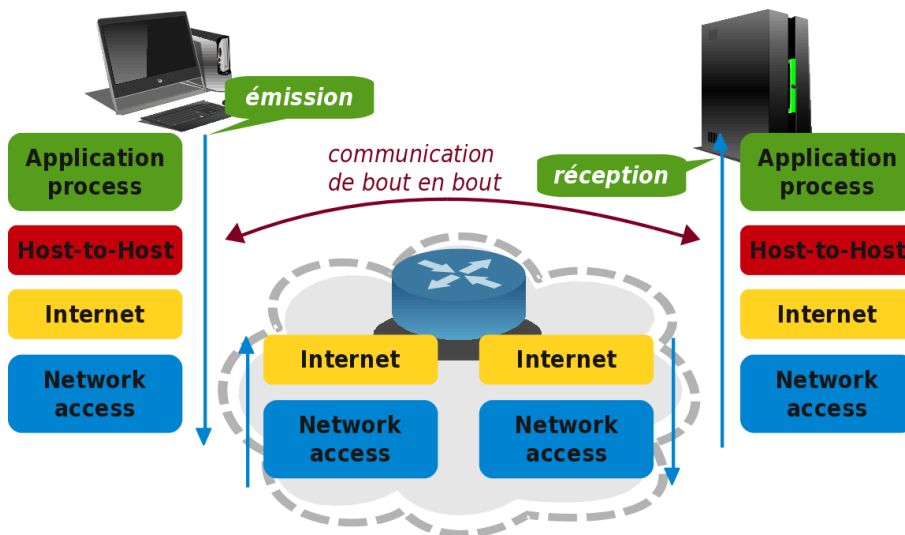 émission
communication
de bout en bout
réception
Application
process
Host-to-Host
Internet
Network
access
Internet
Network
access
Internet
Network
access
Application
process
Host-to-Host
Internet
Network
access